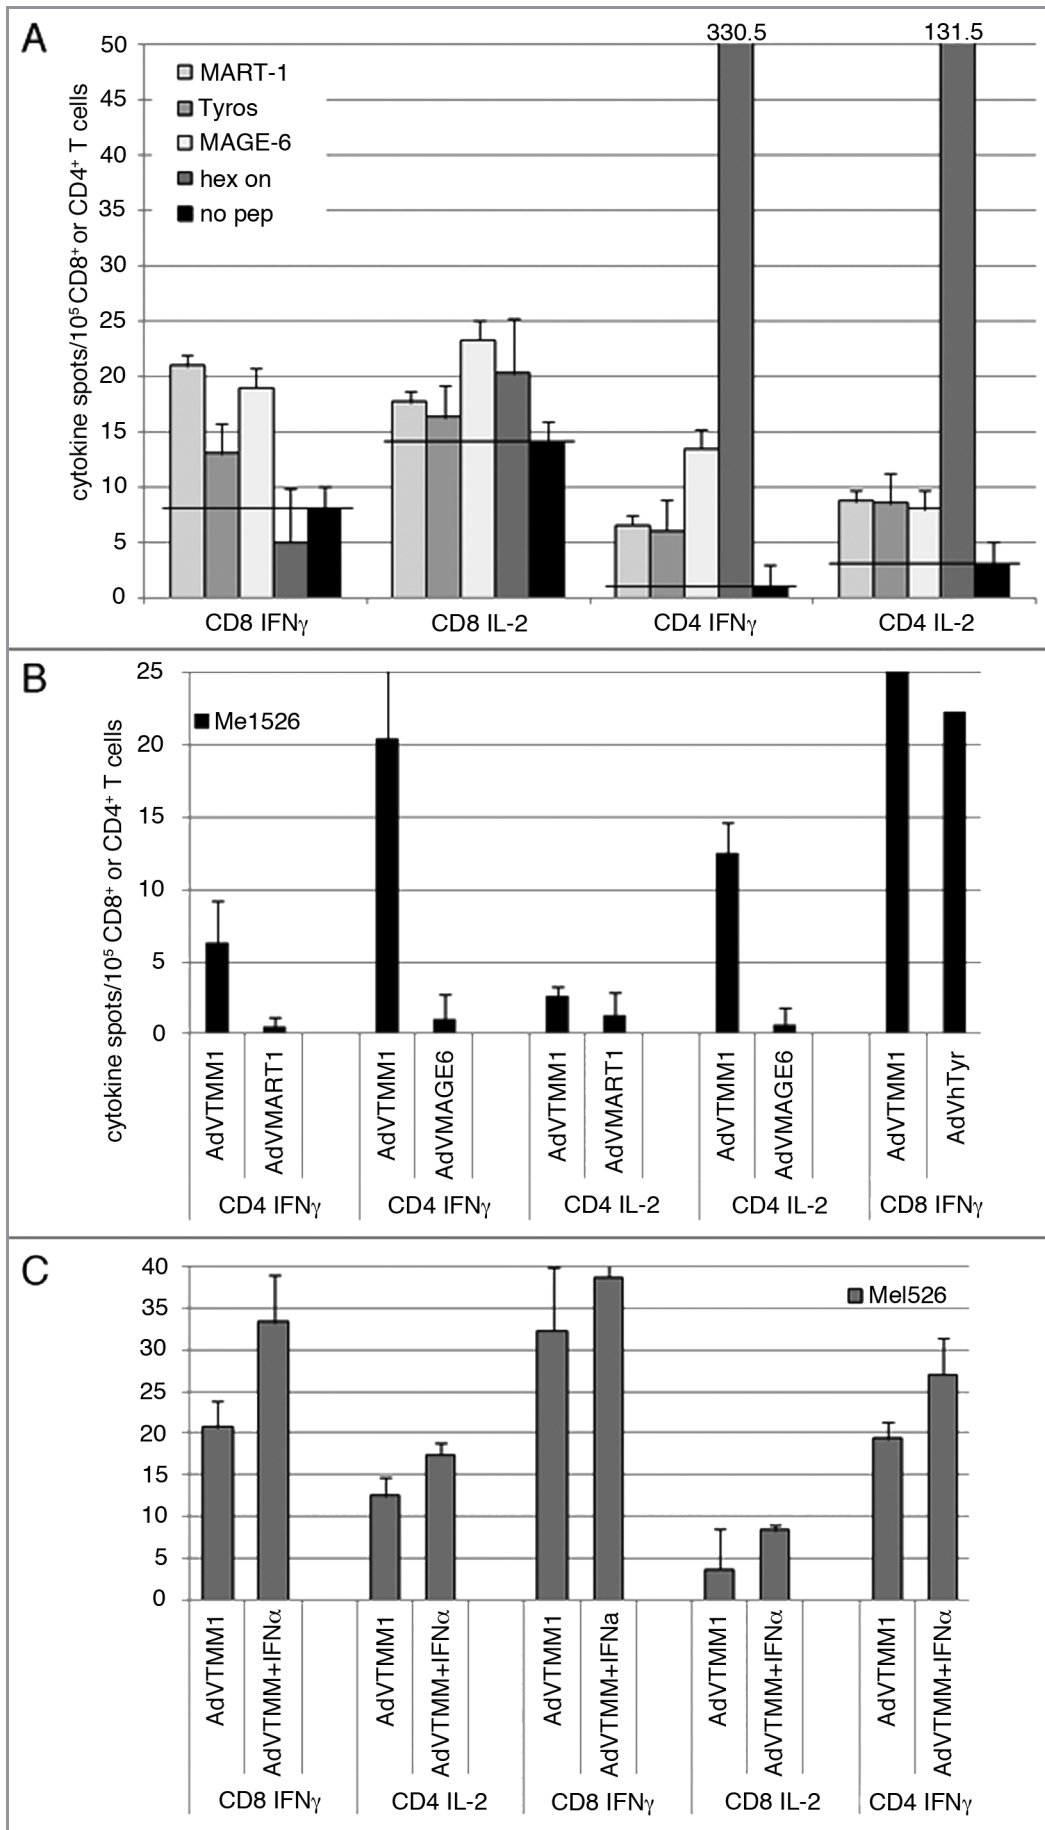 A
330.5
131.5
50
45
40
35
30
25
20
15
10
5
0
cytokine spots/10⁵ CD8⁺ or CD4⁺ T cells
MART-1
Tyros
MAGE-6
hex on
no pep
CD8 IFNγ
CD8 IL-2
CD4 IFNγ
CD4 IL-2
B
25
20
15
10
5
0
cytokine spots/10⁵ CD8⁺ or CD4⁺ T cells
Me1526
AdVTMM1
AdVMART1
AdVTMM1
AdVMAGE6
AdVTMM1
AdVMART1
AdVTMM1
AdVMAGE6
AdVTMM1
AdVhTyr
CD4 IFNγ
CD4 IFNγ
CD4 IL-2
CD4 IL-2
CD8 IFNγ
C
40
35
30
25
20
15
10
5
0
Mel526
AdVTMM1
AdVTMM+IFNα
AdVTMM1
AdVTMM+IFNα
AdVTMM1
AdVTMM+IFNa
AdVTMM1
AdVTMM+IFNα
AdVTMM1
AdVTMM+IFNα
CD8 IFNγ
CD4 IL-2
CD8 IFNγ
CD8 IL-2
CD4 IFNγ